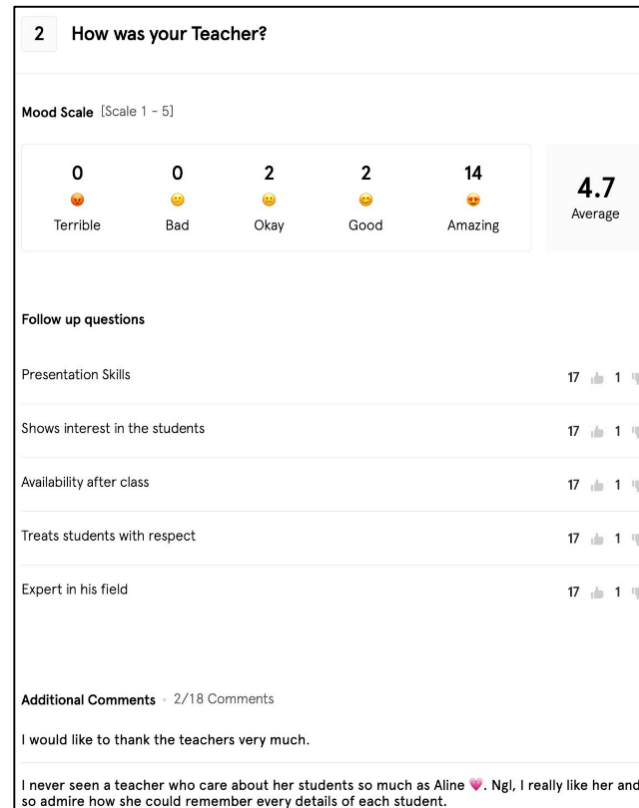 2 How was your Teacher?
Mood Scale [Scale 1 - 5]
0 0 2 2 14
4.7
Average
Terrible Bad Okay Good Amazing
Follow up questions
Presentation Skills 17 1
Shows interest in the students 17 1
Availability after class 17 1
Treats students with respect 17 1
Expert in his field 17 1
Additional Comments · 2/18 Comments
I would like to thank the teachers very much.
I never seen a teacher who care about her students so much as Aline 💗. Ngl, I really like her and
so admire how she could remember every details of each student.